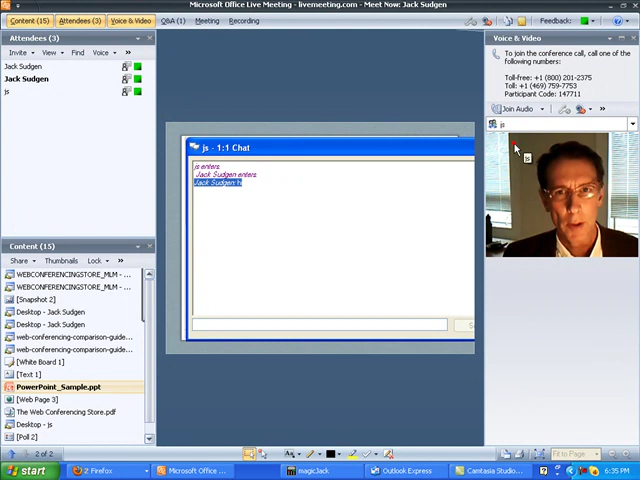 Microsoft Office Live Meeting - livemeeting.com - Meet Now: Jack Sudgen
Content (15) Attendees (3) Voice & Video Q&A (1) Meeting Recording
Feedback:
Attendees (3)
Invite View Find Voice
Jack Sudgen
Jack Sudgen
js
Content (15)
Share Thumbnails Lock
WEBCONFERENCINGSTORE_MLM - ...
WEBCONFERENCINGSTORE_MLM - ...
[Snapshot 2]
Desktop - Jack Sudgen
Desktop - Jack Sudgen
web-conferencing-comparison-guide...
web-conferencing-comparison-guide...
[White Board 1]
[Text 1]
PowerPoint_Sample.ppt
[Web Page 3]
The Web Conferencing Store.pdf
Desktop - js
[Poll 2]
2 of 2
js - 1:1 Chat
js enters
Jack Sudgen enters
Jack Sudgen: h
Voice & Video
To join the conference call, call one of the
following numbers:
Toll-free: +1 (800) 201-2375
Toll: +1 (469) 759-7753
Participant Code: 147711
Join Audio
js
js
Aa
Fit to Page
start 2 Firefox Microsoft Office ... magicJack Outlook Express Camtasia Studio... 6:35 PM